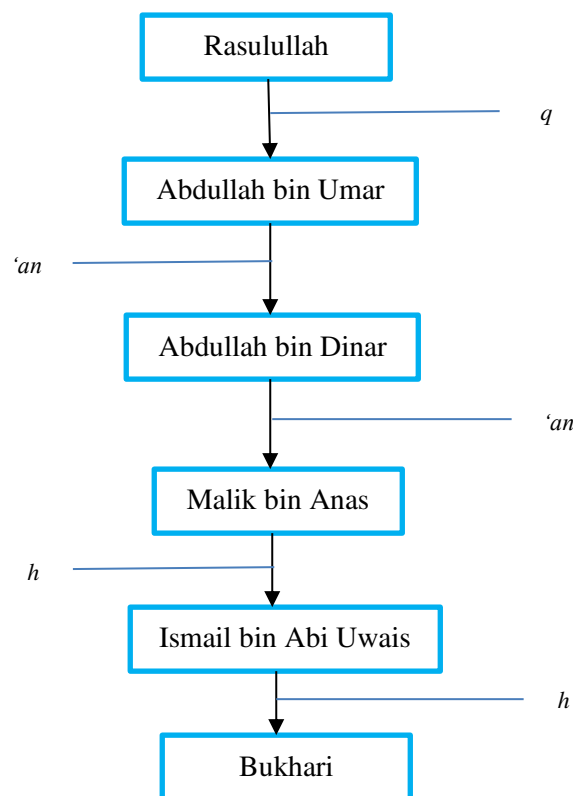 Rasulullah
q
Abdullah bin Umar
‘an
Abdullah bin Dinar
‘an
Malik bin Anas
h
Ismail bin Abi Uwais
h
Bukhari